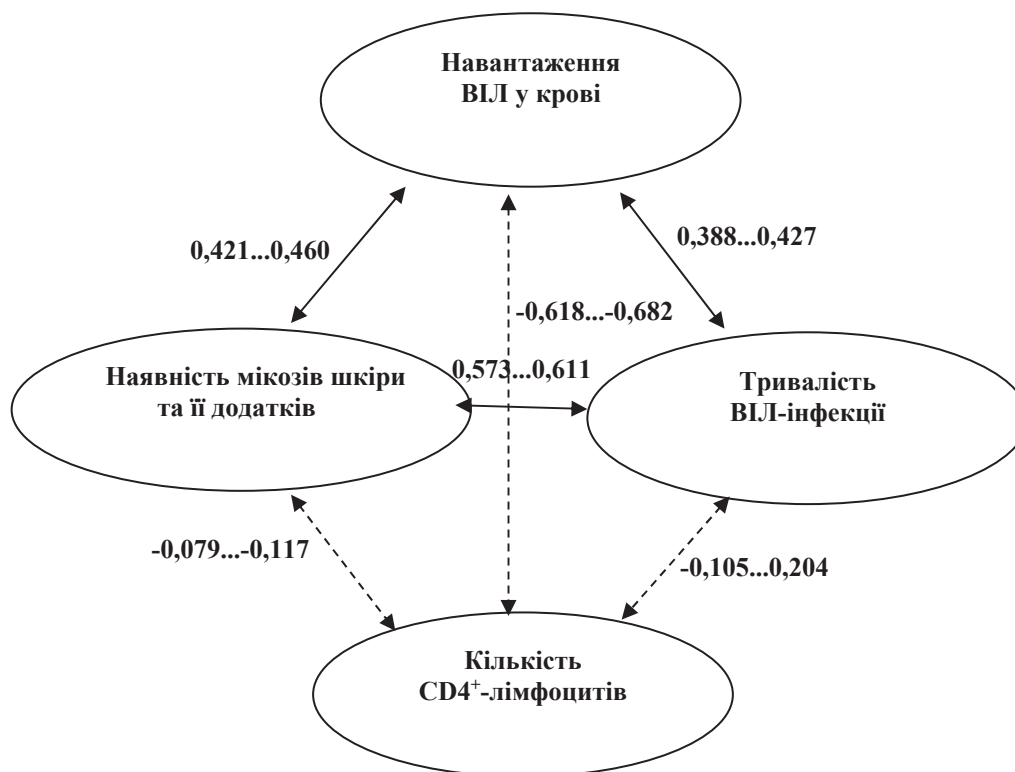 Навантаження
ВІЛ у крові
0,421...0,460
0,388...0,427
-0,618...-0,682
0,573...0,611
Наявність мікозів шкіри
та її додатків
Тривалість
ВІЛ-інфекції
-0,079...-0,117
-0,105...0,204
Кількість
CD4⁺-лімфоцитів